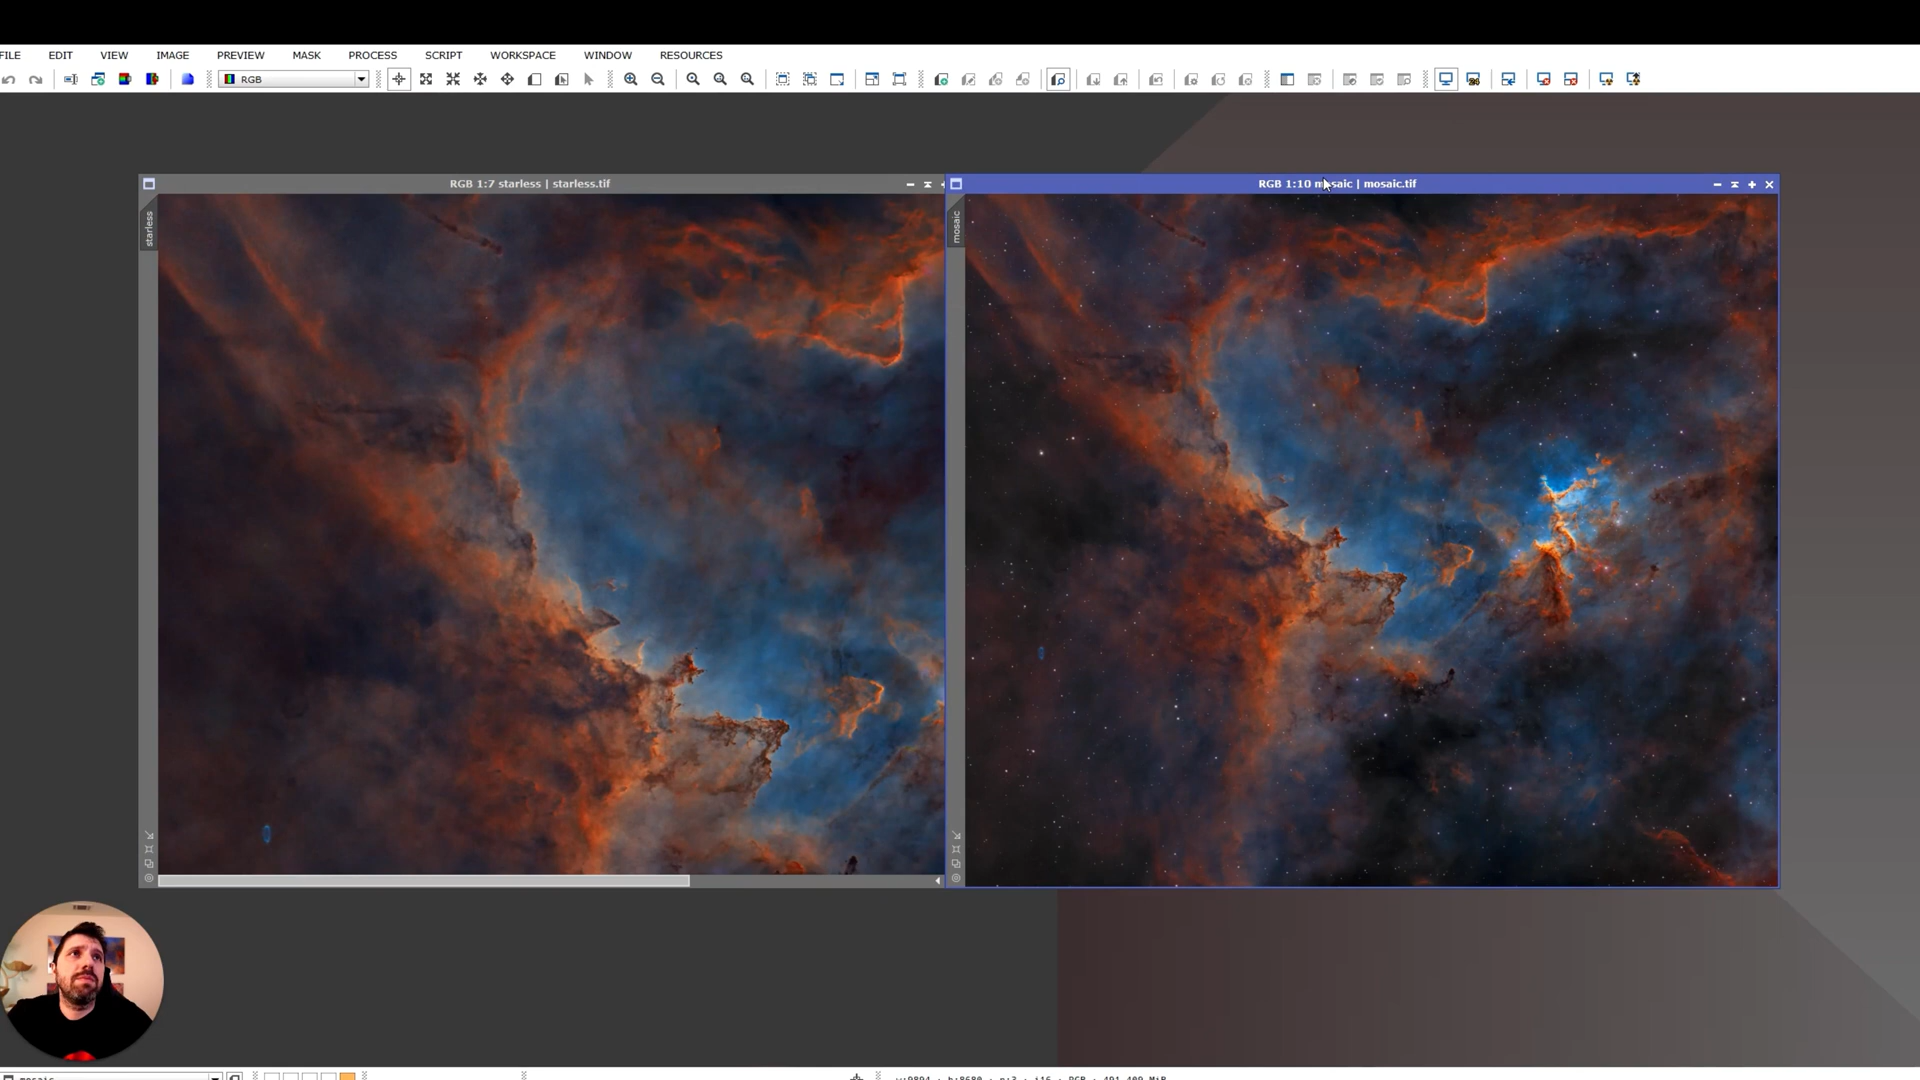 FILE EDIT VIEW IMAGE PREVIEW MASK PROCESS SCRIPT WORKSPACE WINDOW RESOURCES
RGB
RGB 1:7 starless | starless.tif
RGB 1:10 mosaic | mosaic.tif
starless
mosaic